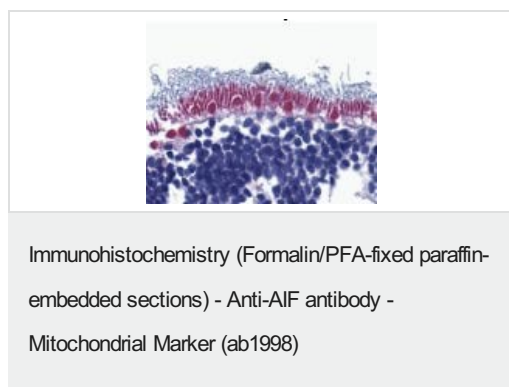 Immunohistochemistry (Formalin/PFA-fixed paraffin-
embedded sections) - Anti-AIF antibody -
Mitochondrial Marker (ab1998)